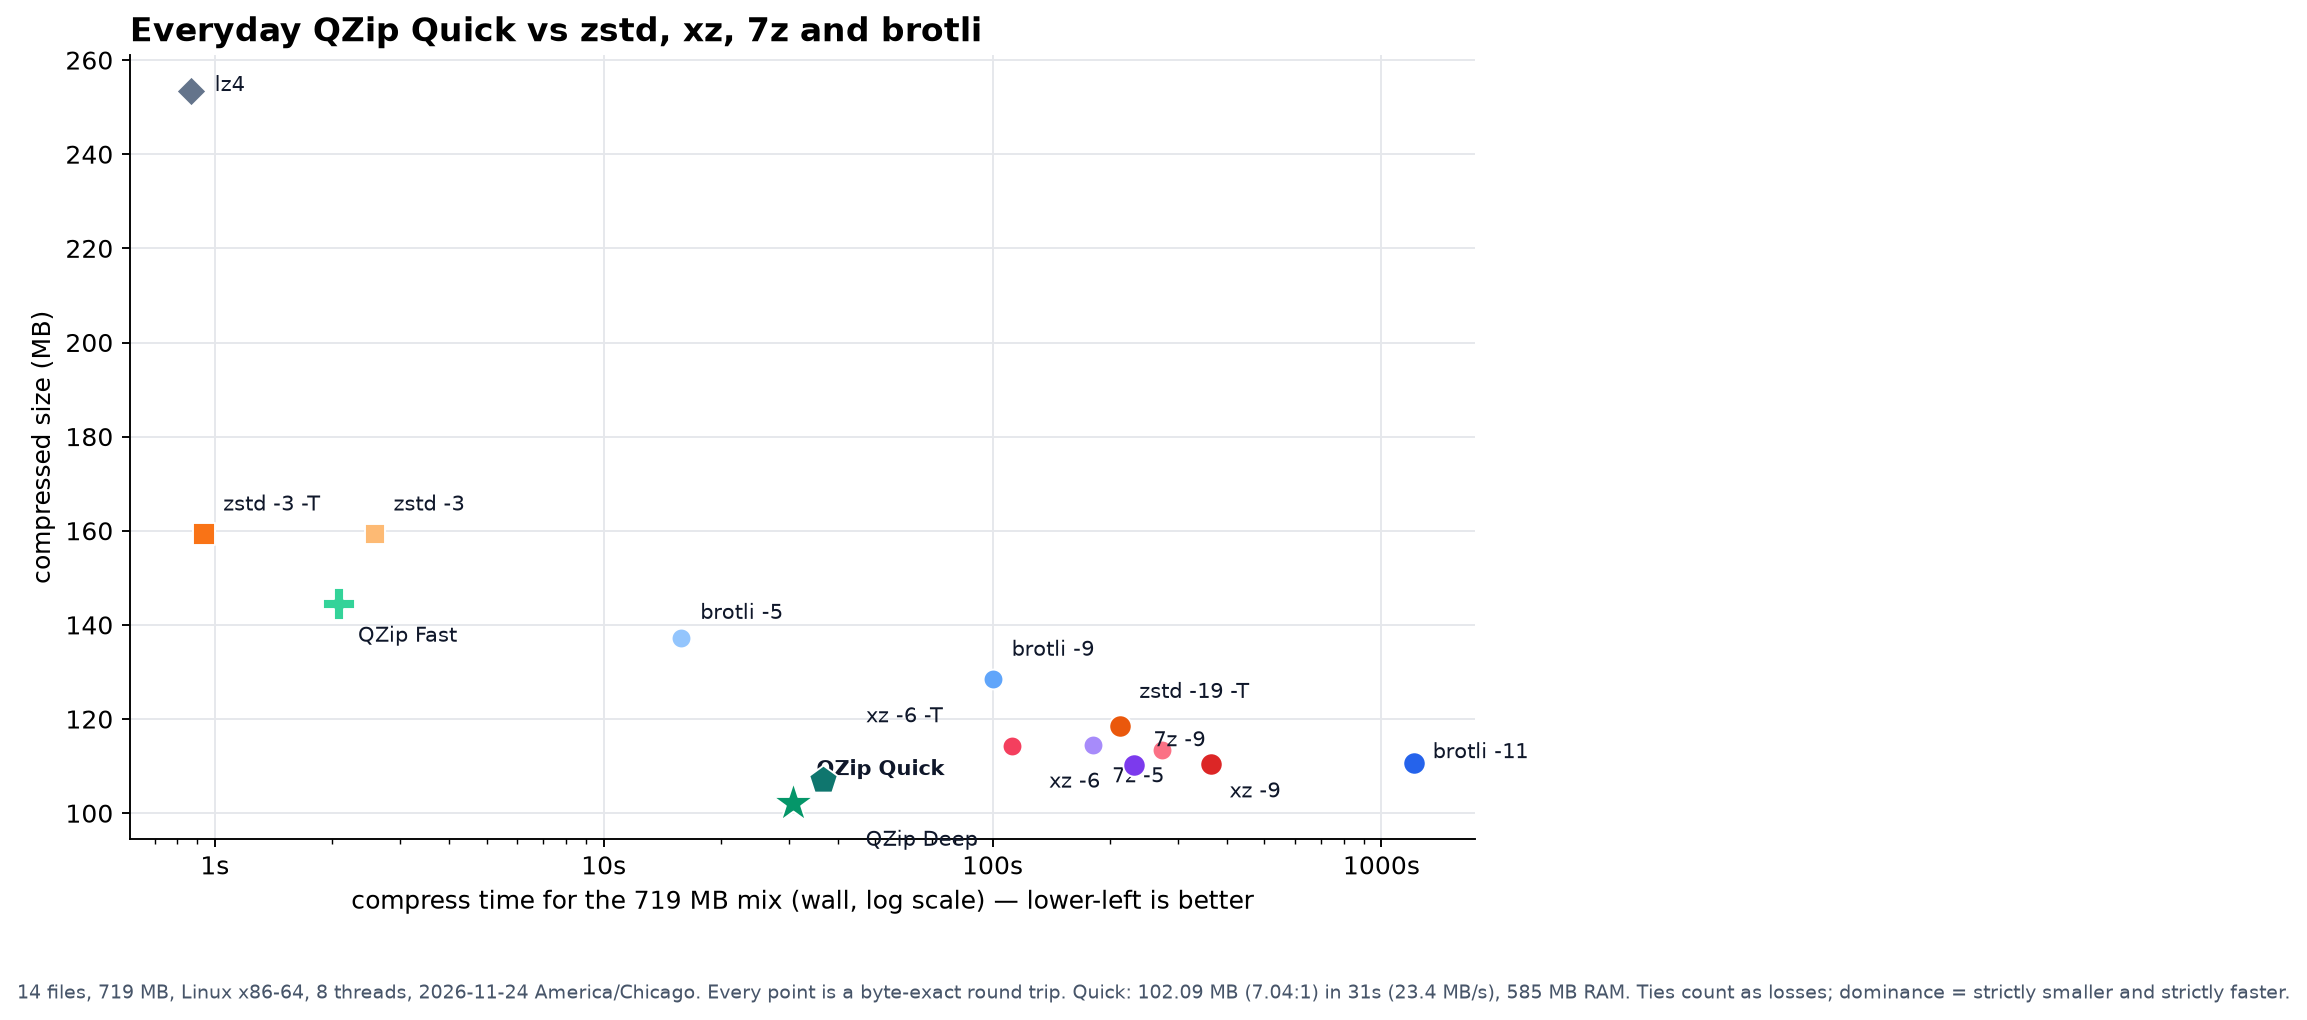 Everyday QZip Quick vs zstd, xz, 7z and brotli
260
240
220
200
180
160
140
120
100
compressed size (MB)
lz4
zstd -3 -T
zstd -3
QZip Fast
brotli -5
brotli -9
zstd -19 -T
xz -6 -T
7z -9
brotli -11
QZip Quick
xz -6
7z -5
xz -9
QZip Deep
1s
10s
100s
1000s
compress time for the 719 MB mix (wall, log scale) — lower-left is better
14 files, 719 MB, Linux x86-64, 8 threads, 2026-11-24 America/Chicago. Every point is a byte-exact round trip. Quick: 102.09 MB (7.04:1) in 31s (23.4 MB/s), 585 MB RAM. Ties count as losses; dominance = strictly smaller and strictly faster.